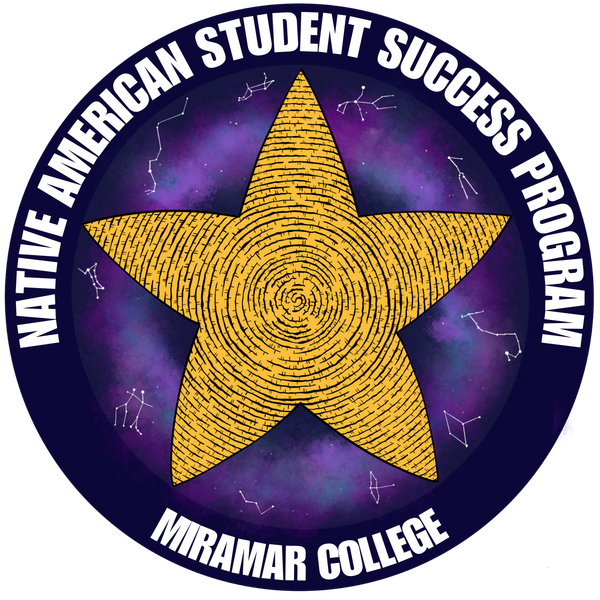 NATIVE AMERICAN STUDENT SUCCESS PROGRAM
MIRAMAR COLLEGE